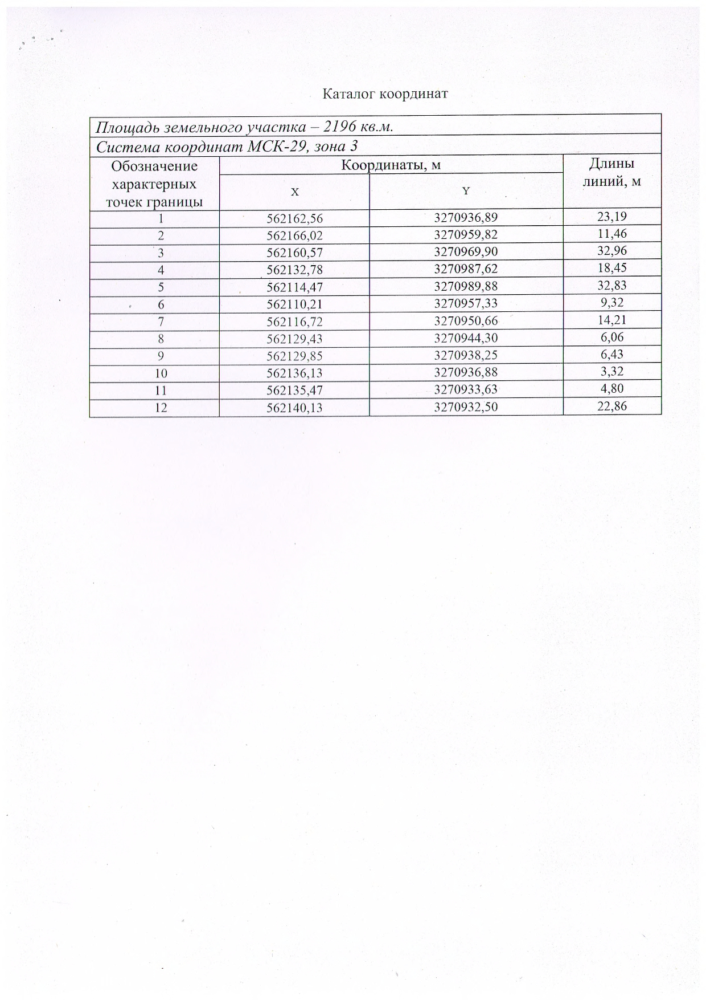 Каталог координат
Площадь земельного участка – 2196 кв.м.
Система координат МСК-29, зона 3
Обозначение характерных точек границы Координаты, м Длины линий, м
X Y
1 562162,56 3270936,89 23,19
2 562166,02 3270959,82 11,46
3 562160,57 3270969,90 32,96
4 562132,78 3270987,62 18,45
5 562114,47 3270989,88 32,83
6 562110,21 3270957,33 9,32
7 562116,72 3270950,66 14,21
8 562129,43 3270944,30 6,06
9 562129,85 3270938,25 6,43
10 562136,13 3270936,88 3,32
11 562135,47 3270933,63 4,80
12 562140,13 3270932,50 22,86